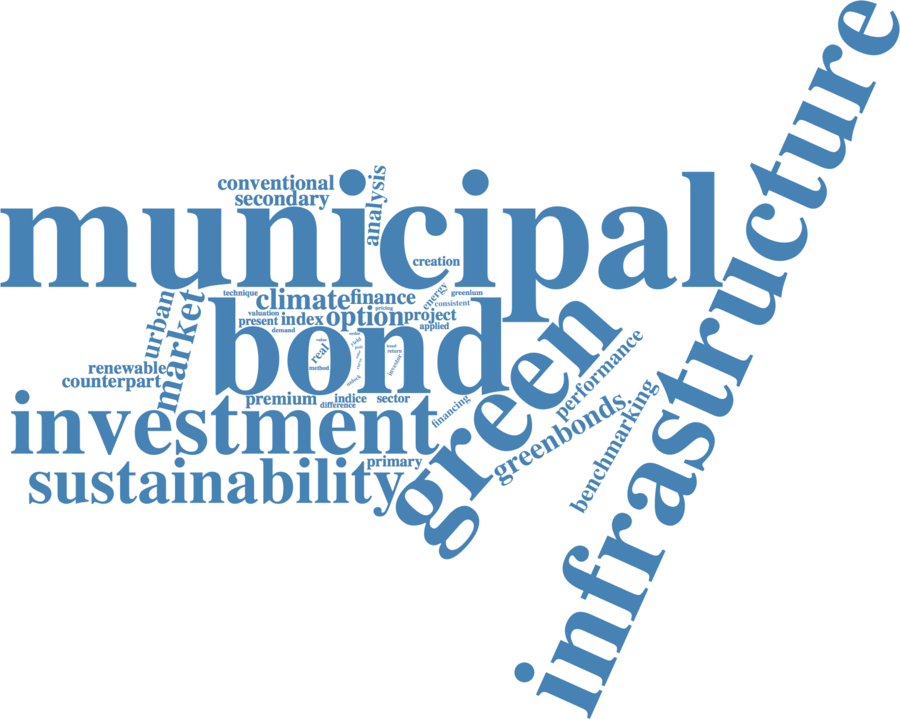 infrastructure
conventional
secondary
analysis
municipal
creation
technique
climate
finance
energy
greenium
consistent
valuation
option
pricing
project
present
index
applied
demand
urban
market
bond
real
method
value
yield
return
investor
green
performance
renewable
counterpart
premium
indice
sector
difference
financing
investment
greenbonds
benchmarking
primary
sustainability